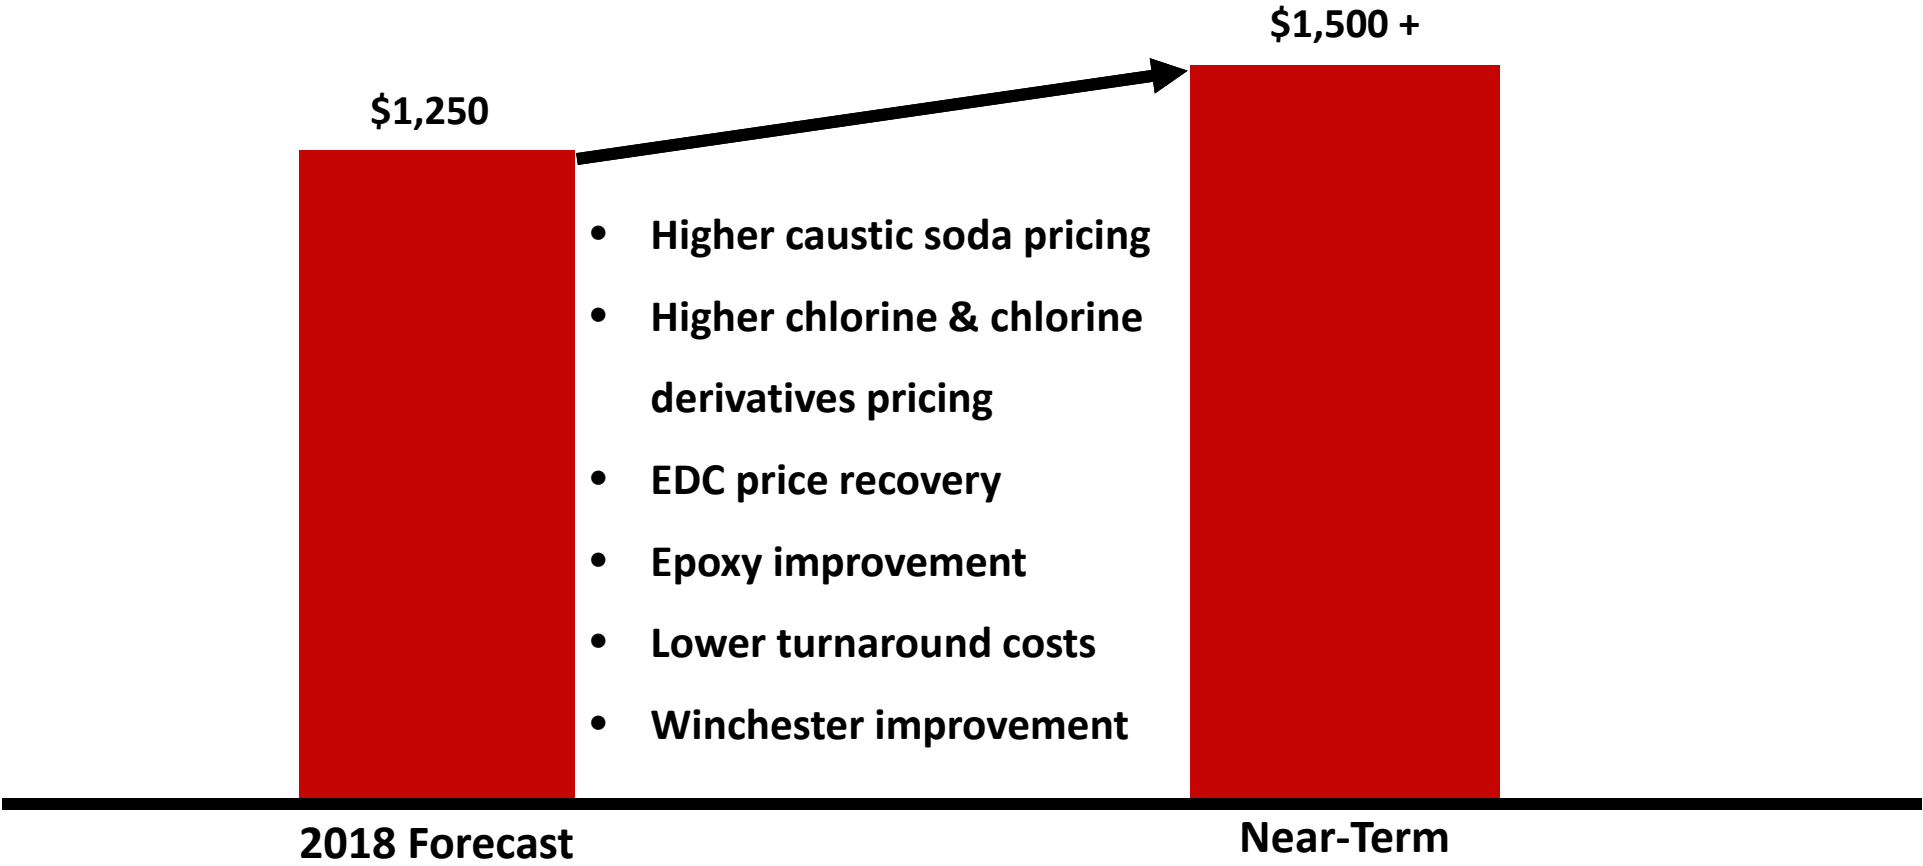 $1,500 +
$1,250
• Higher caustic soda pricing
• Higher chlorine & chlorine
derivatives pricing
• EDC price recovery
• Epoxy improvement
• Lower turnaround costs
• Winchester improvement
2018 Forecast
Near-Term